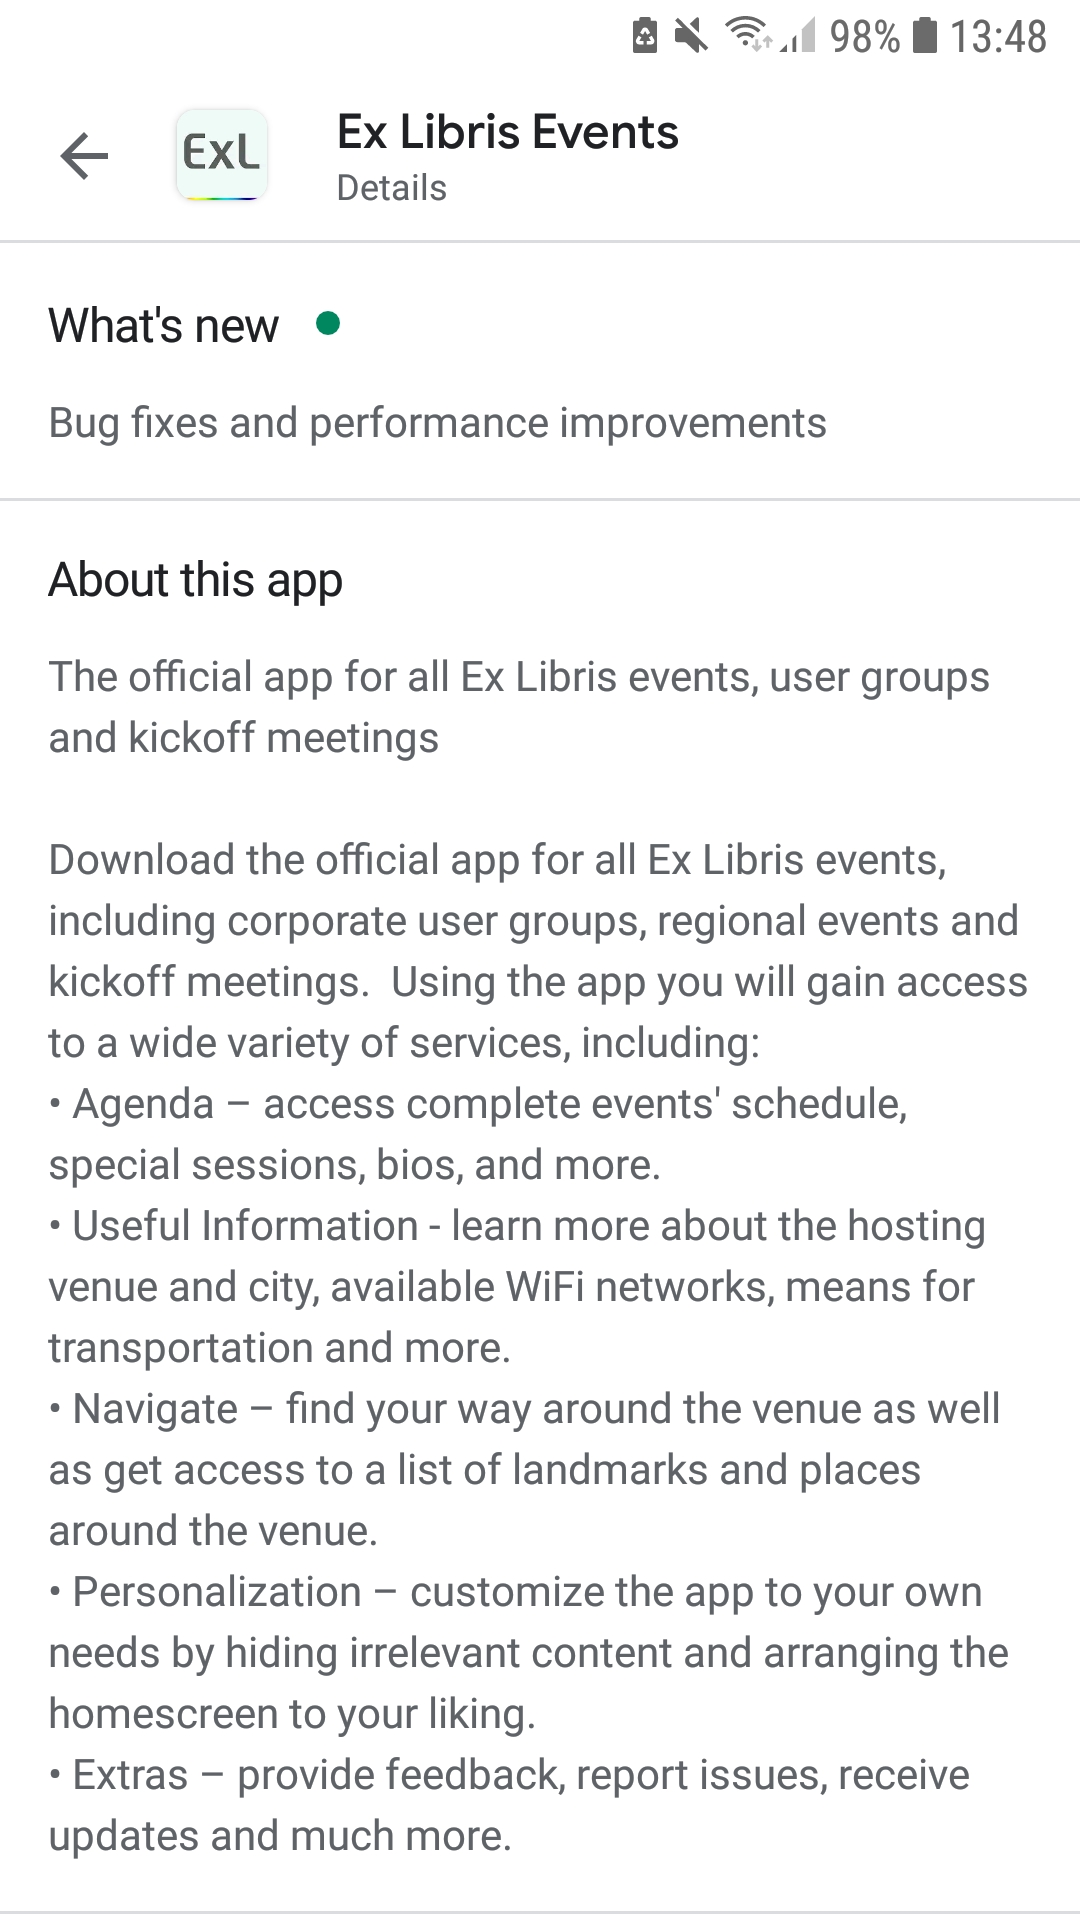 98% 13:48
ExL
Ex Libris Events
Details
What's new
Bug fixes and performance improvements
About this app
The official app for all Ex Libris events, user groups
and kickoff meetings
Download the official app for all Ex Libris events,
including corporate user groups, regional events and
kickoff meetings.  Using the app you will gain access
to a wide variety of services, including:
• Agenda – access complete events' schedule,
special sessions, bios, and more.
• Useful Information - learn more about the hosting
venue and city, available WiFi networks, means for
transportation and more.
• Navigate – find your way around the venue as well
as get access to a list of landmarks and places
around the venue.
• Personalization – customize the app to your own
needs by hiding irrelevant content and arranging the
homescreen to your liking.
• Extras – provide feedback, report issues, receive
updates and much more.